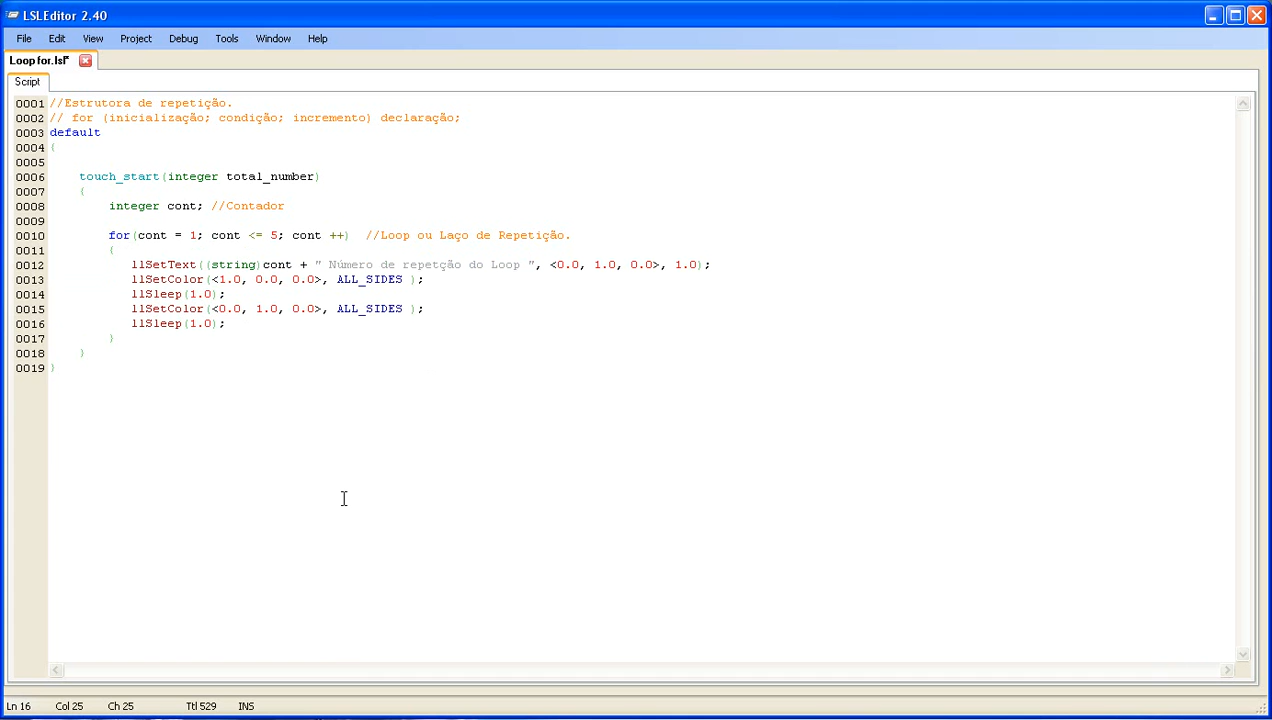 LSLEditor 2.40
File Edit View Project Debug Tools Window Help
Loop for.lsl*
Script
0001 //Estrutora de repetição.
0002 // for (inicialização; condição; incremento) declaração;
0003 default
0004 {
0005
0006 touch_start(integer total_number)
0007 {
0008 integer cont; //Contador
0009
0010 for(cont = 1; cont <= 5; cont ++) //Loop ou Laço de Repetição.
0011 {
0012 llSetText((string)cont + " Número de repetção do Loop ", <0.0, 1.0, 0.0>, 1.0);
0013 llSetColor(<1.0, 0.0, 0.0>, ALL_SIDES );
0014 llSleep(1.0);
0015 llSetColor(<0.0, 1.0, 0.0>, ALL_SIDES );
0016 llSleep(1.0);
0017 }
0018 }
0019 }
Ln 16 Col 25 Ch 25 Ttl 529 INS